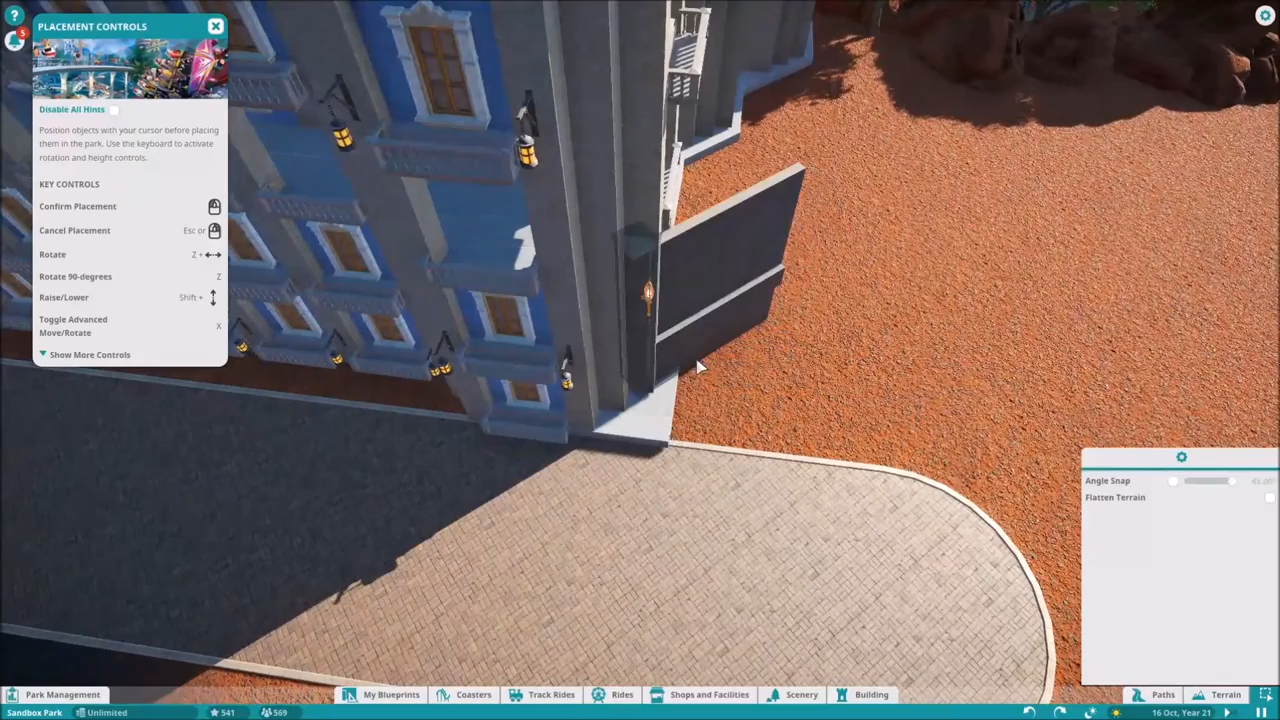 ?
5
PLACEMENT CONTROLS
Disable All Hints
Position objects with your cursor before placing
them in the park. Use the keyboard to activate
rotation and height controls.
KEY CONTROLS
Confirm Placement
Cancel Placement Esc or
Rotate Z +
Rotate 90-degrees Z
Raise/Lower Shift +
Toggle Advanced
Move/Rotate X
Show More Controls
Angle Snap
Flatten Terrain
Park Management
My Blueprints
Coasters
Track Rides
Rides
Shops and Facilities
Scenery
Building
Paths
Terrain
Sandbox Park
Unlimited
541
569
16 Oct, Year 21